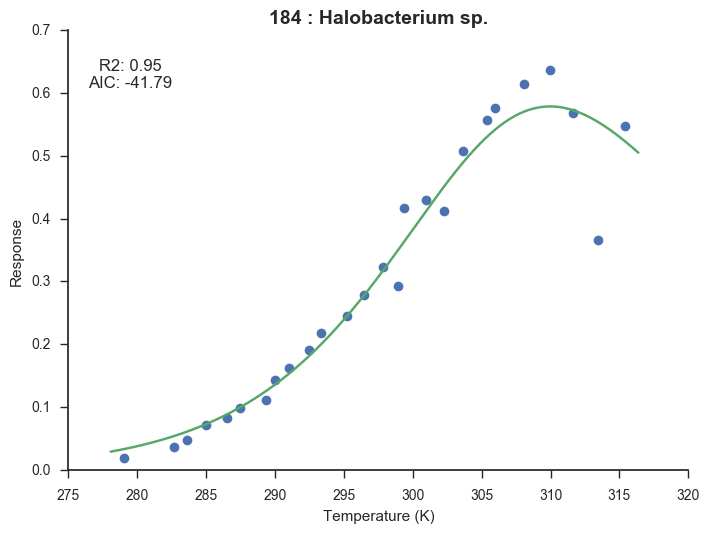 184 : Halobacterium sp.
R2: 0.95
AIC: -41.79
0.7
0.6
0.5
0.4
0.3
0.2
0.1
0.0
Response
275 280 285 290 295 300 305 310 315 320
Temperature (K)